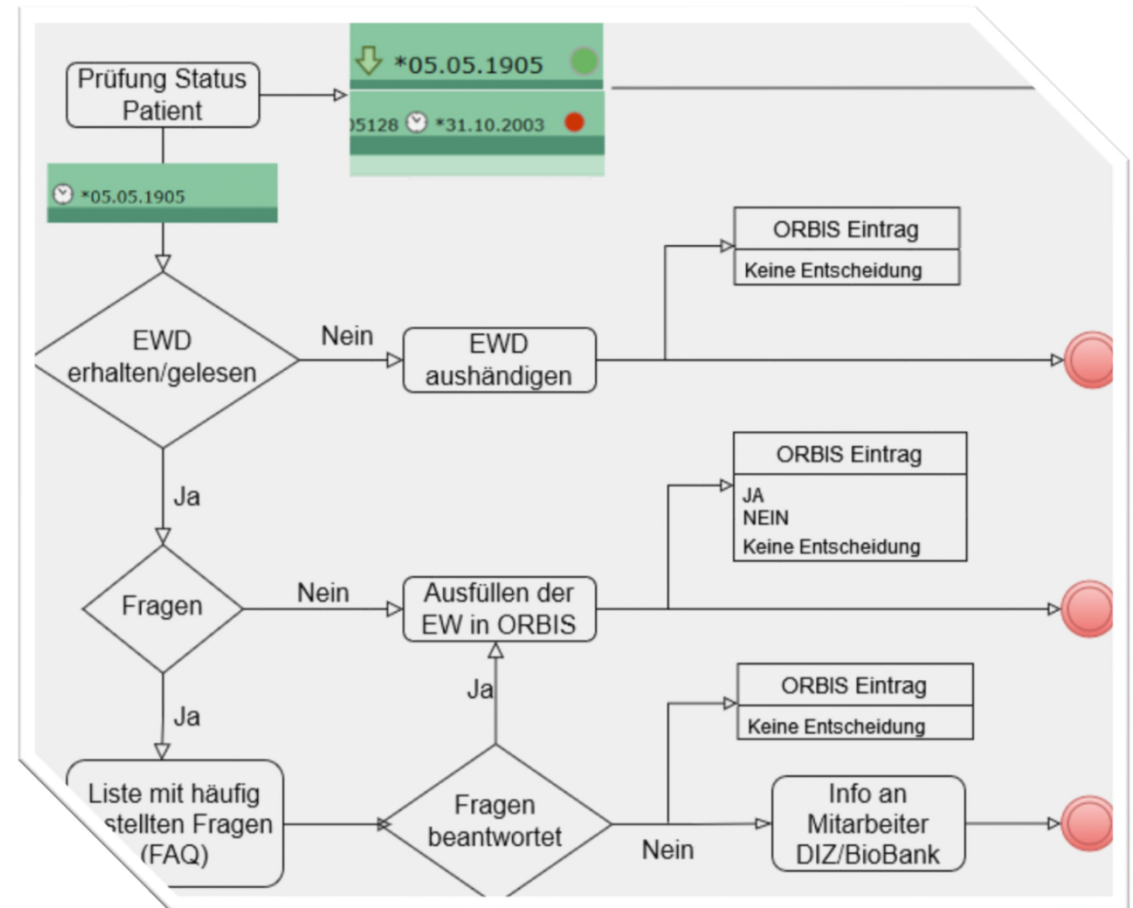 Prüfung Status
Patient
*05.05.1905
05128 *31.10.2003
*05.05.1905
ORBIS Eintrag
Keine Entscheidung
EWD
erhalten/gelesen
Nein
EWD
aushändigen
Ja
ORBIS Eintrag
JA
NEIN
Keine Entscheidung
Fragen
Nein
Ausfüllen der
EW in ORBIS
Ja
Ja
ORBIS Eintrag
Keine Entscheidung
Liste mit häufig
stellten Fragen
(FAQ)
Fragen
beantwortet
Nein
Info an
Mitarbeiter
DIZ/BioBank